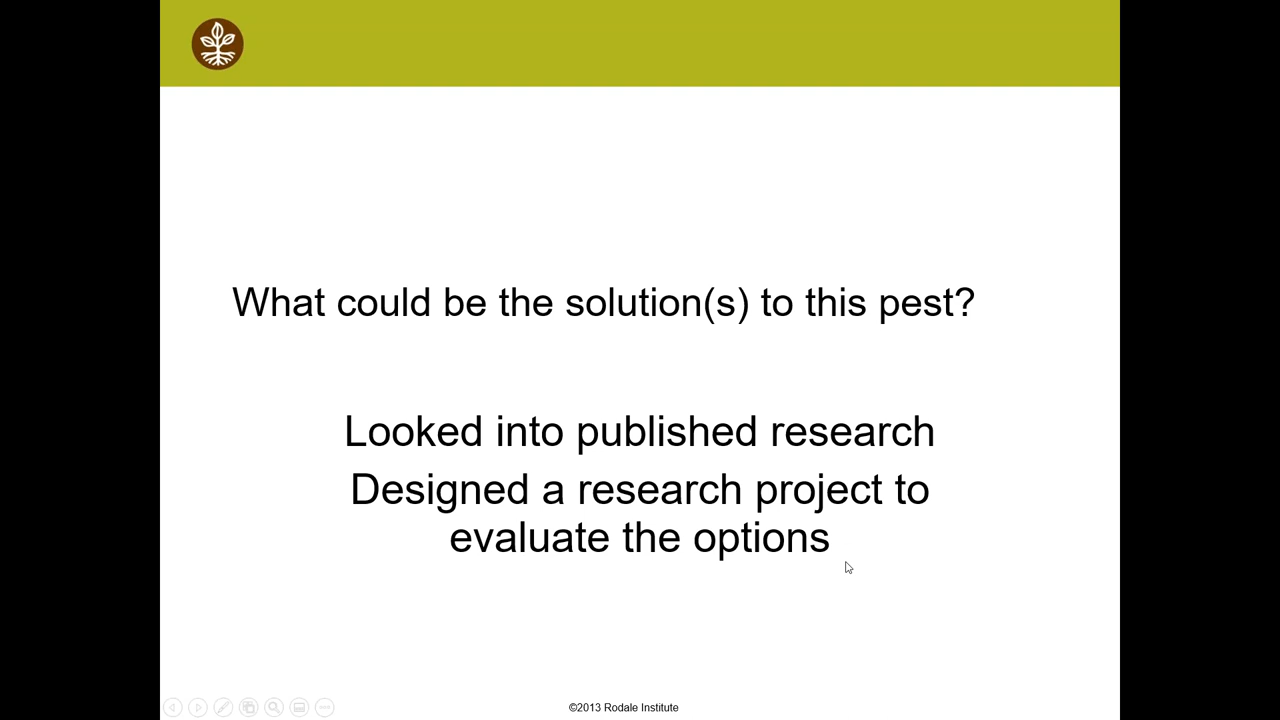 What could be the solution(s) to this pest?
Looked into published research
Designed a research project to
evaluate the options
©2013 Rodale Institute